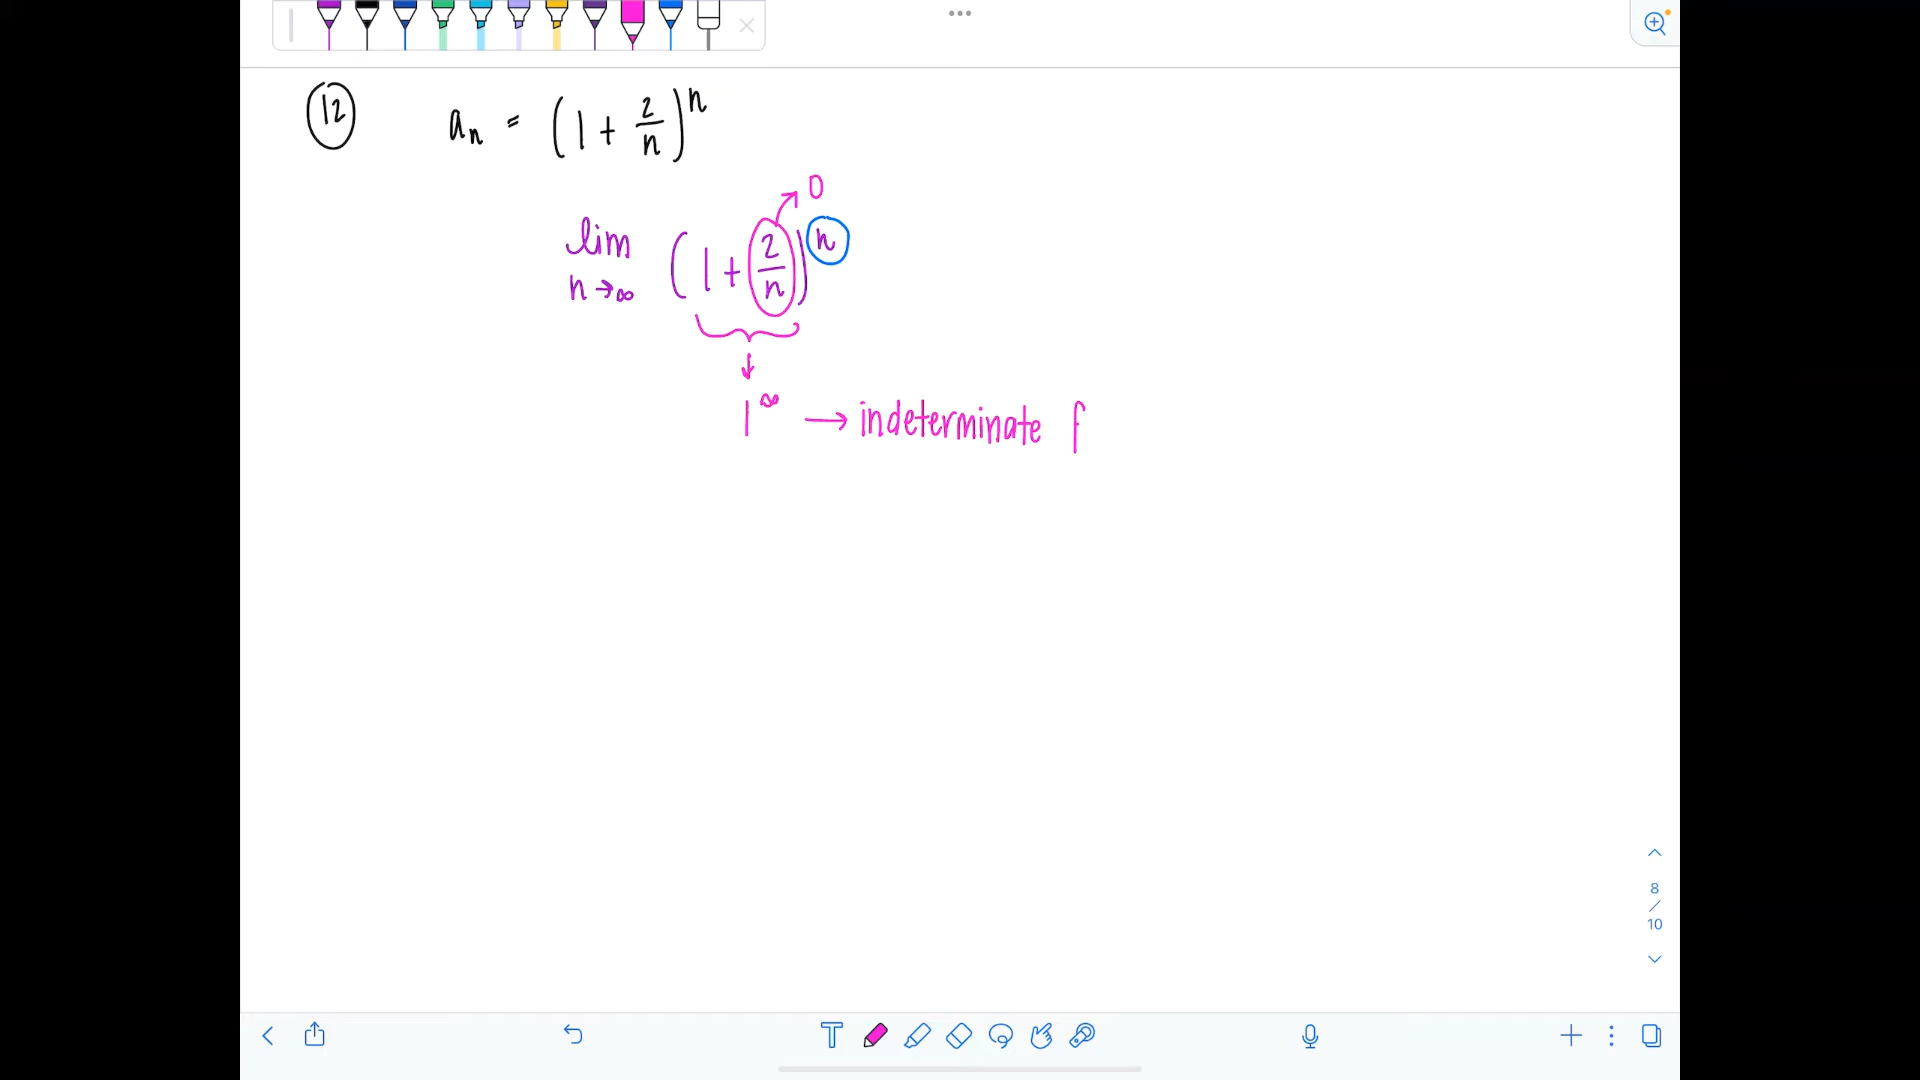 12 aₙ = (1 + 2/n)ⁿ
0
lim n→∞ (1 + 2/n)ⁿ
1^∞ → indeterminate f
8
/
10